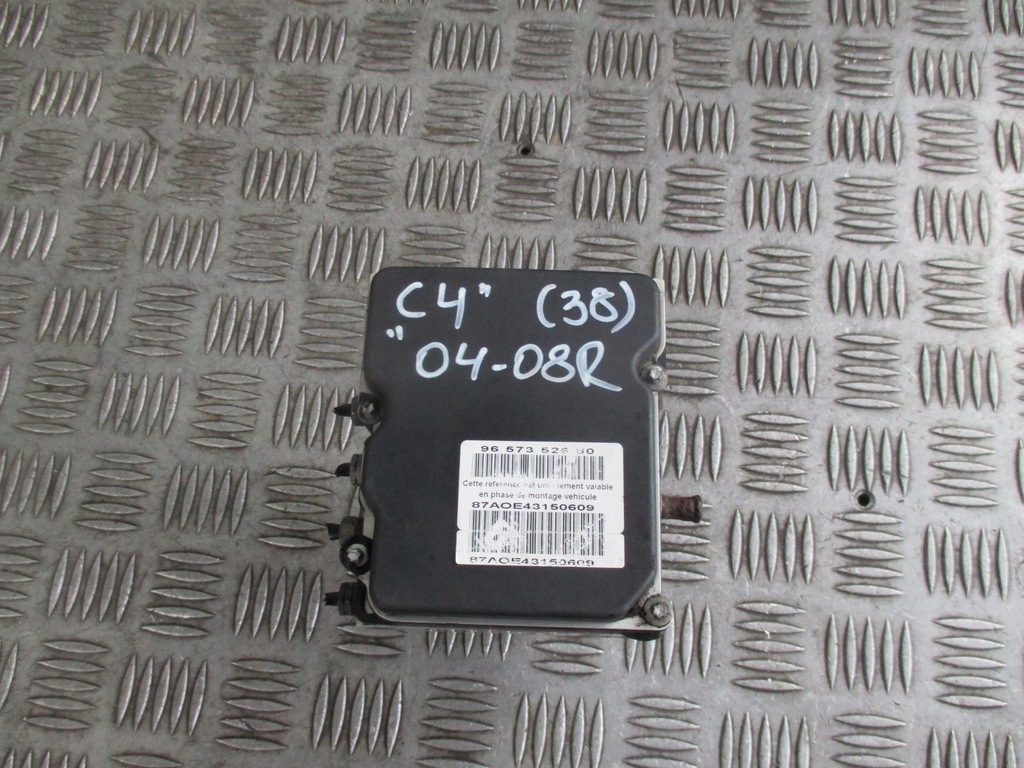 "C4" (38)
04-08R
96 573 526
Cette reference est uniquement valable
en phase de montage vehicule
87AOE43150609
87AOE43150609